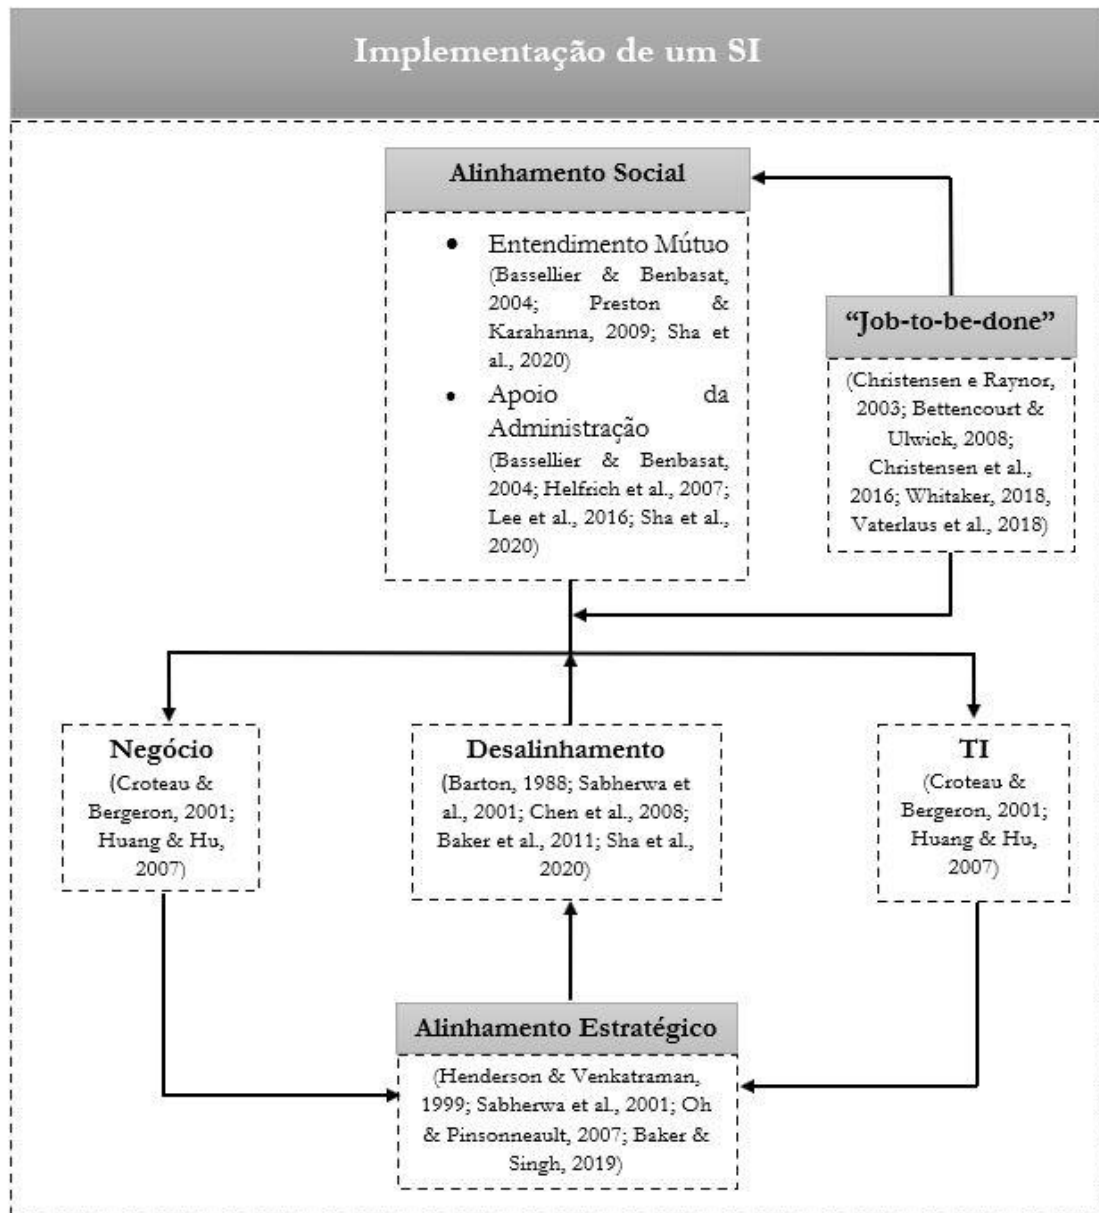 Implementação de um SI
Alinhamento Social
• Entendimento Mútuo
(Bassellier & Benbasat,
2004; Preston &
Karahanna, 2009; Sha et
al., 2020)
• Apoio da
Administração
(Bassellier & Benbasat,
2004; Helfrich et al., 2007;
Lee et al., 2016; Sha et al.,
2020)
“Job-to-be-done”
(Christensen e Raynor,
2003; Bettencourt &
Ulwick, 2008;
Christensen et al.,
2016; Whitaker, 2018,
Vaterlaus et al., 2018)
Negócio
(Croteau &
Bergeron, 2001;
Huang & Hu,
2007)
Desalinhamento
(Barton, 1988; Sabherwa
et al., 2001; Chen et al., 2008;
Baker et al., 2011; Sha et al.,
2020)
TI
(Croteau &
Bergeron, 2001;
Huang & Hu,
2007)
Alinhamento Estratégico
(Henderson & Venkatraman,
1999; Sabherwa et al., 2001; Oh
& Pinsonneault, 2007; Baker &
Singh, 2019)